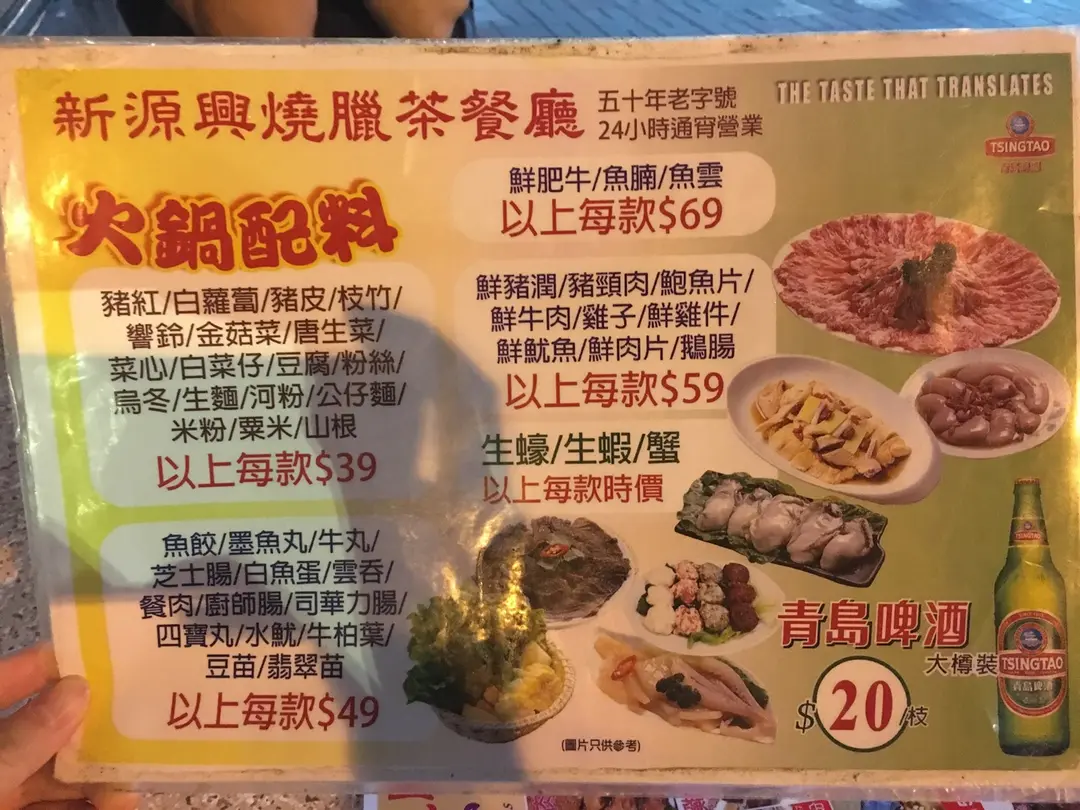 新源興燒臘茶餐廳
五十年老字號
24小時通宵營業
THE TASTE THAT TRANSLATES
TSINGTAO
火鍋配料
豬紅/白蘿蔔/豬皮/枝竹/
響鈴/金菇菜/唐生菜/
菜心/白菜仔/豆腐/粉絲/
烏冬/生麵/河粉/公仔麵/
米粉/粟米/山根
以上每款$39
魚餃/墨魚丸/牛丸/
芝士腸/白魚蛋/雲吞/
餐肉/廚師腸/司華力腸/
四寶丸/水魷/牛柏葉/
豆苗/翡翠苗
以上每款$49
鮮肥牛/魚腩/魚雲
以上每款$69
鮮豬潤/豬頸肉/鮑魚片/
鮮牛肉/雞子/鮮雞件/
鮮魷魚/鮮肉片/鵝腸
以上每款$59
生蠔/生蝦/蟹
以上每款時價
青島啤酒
大樽裝
$20/枝
TSINGTAO
TSINGTAO
青島啤酒
(圖片只供參考)